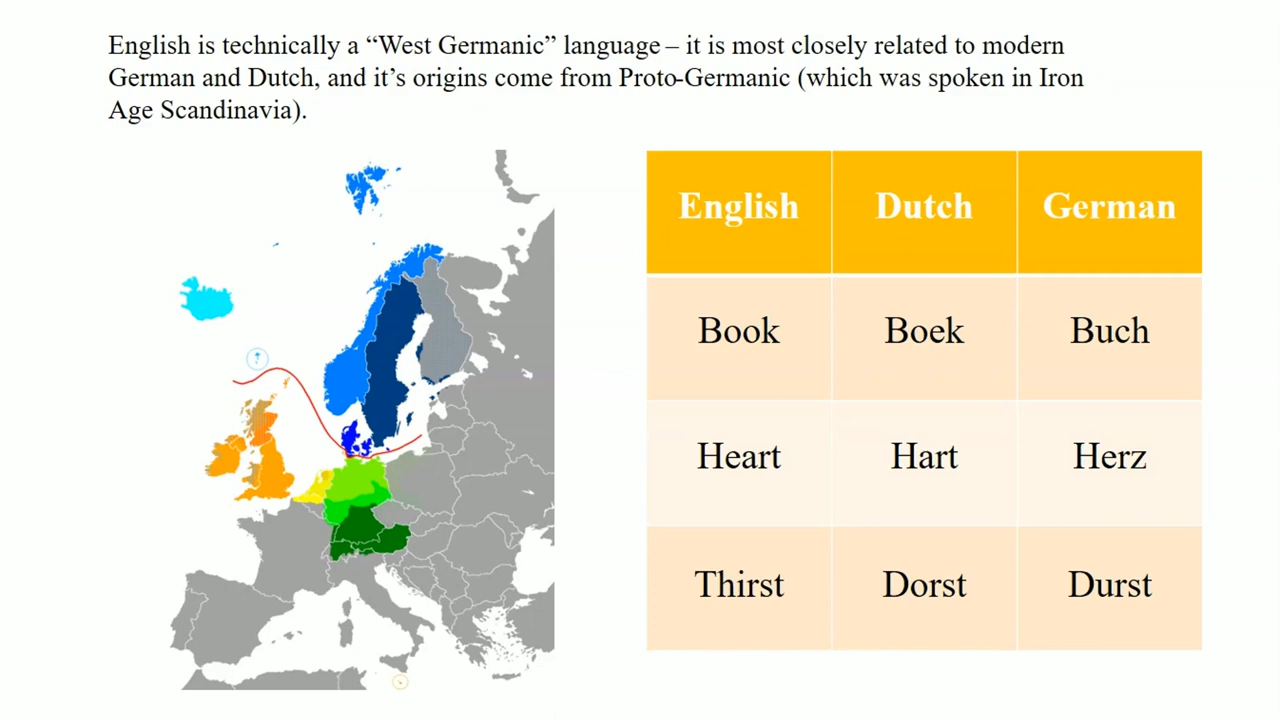 English is technically a “West Germanic” language – it is most closely related to modern
German and Dutch, and it’s origins come from Proto-Germanic (which was spoken in Iron
Age Scandinavia).
English Dutch German
Book Boek Buch
Heart Hart Herz
Thirst Dorst Durst